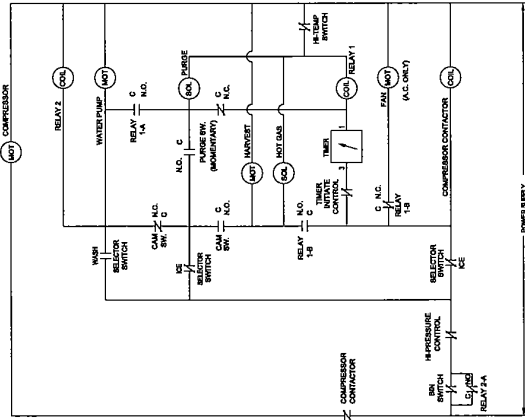 COMPRESSOR
MOT
RELAY 2
COIL
WATER PUMP
MOT
C N.O.
RELAY
1-A
PURGE
SOL
C
N.C.
N.O. C
PURGE SW.
(MOMENTARY)
HARVEST
MOT
HOT GAS
SOL
HI-TEMP
SWITCH
RELAY 1
COIL
TIMER
1
3
TIMER
INITIATE
CONTROL
FAN
MOT
(A.C. ONLY)
C N.C.
RELAY
1-B
COMPRESSOR CONTACTOR
COIL
WASH
SELECTOR
SWITCH
N.C.
C
CAM
SW.
ICE
SELECTOR
SWITCH
C N.O.
CAM
SW.
N.O.
C
RELAY
1-B
SELECTOR
SWITCH
ICE
HI-PRESSURE
CONTROL
COMPRESSOR
CONTACTOR
BIN
SWITCH
C NO
RELAY 2-A
POWER SUPPLY